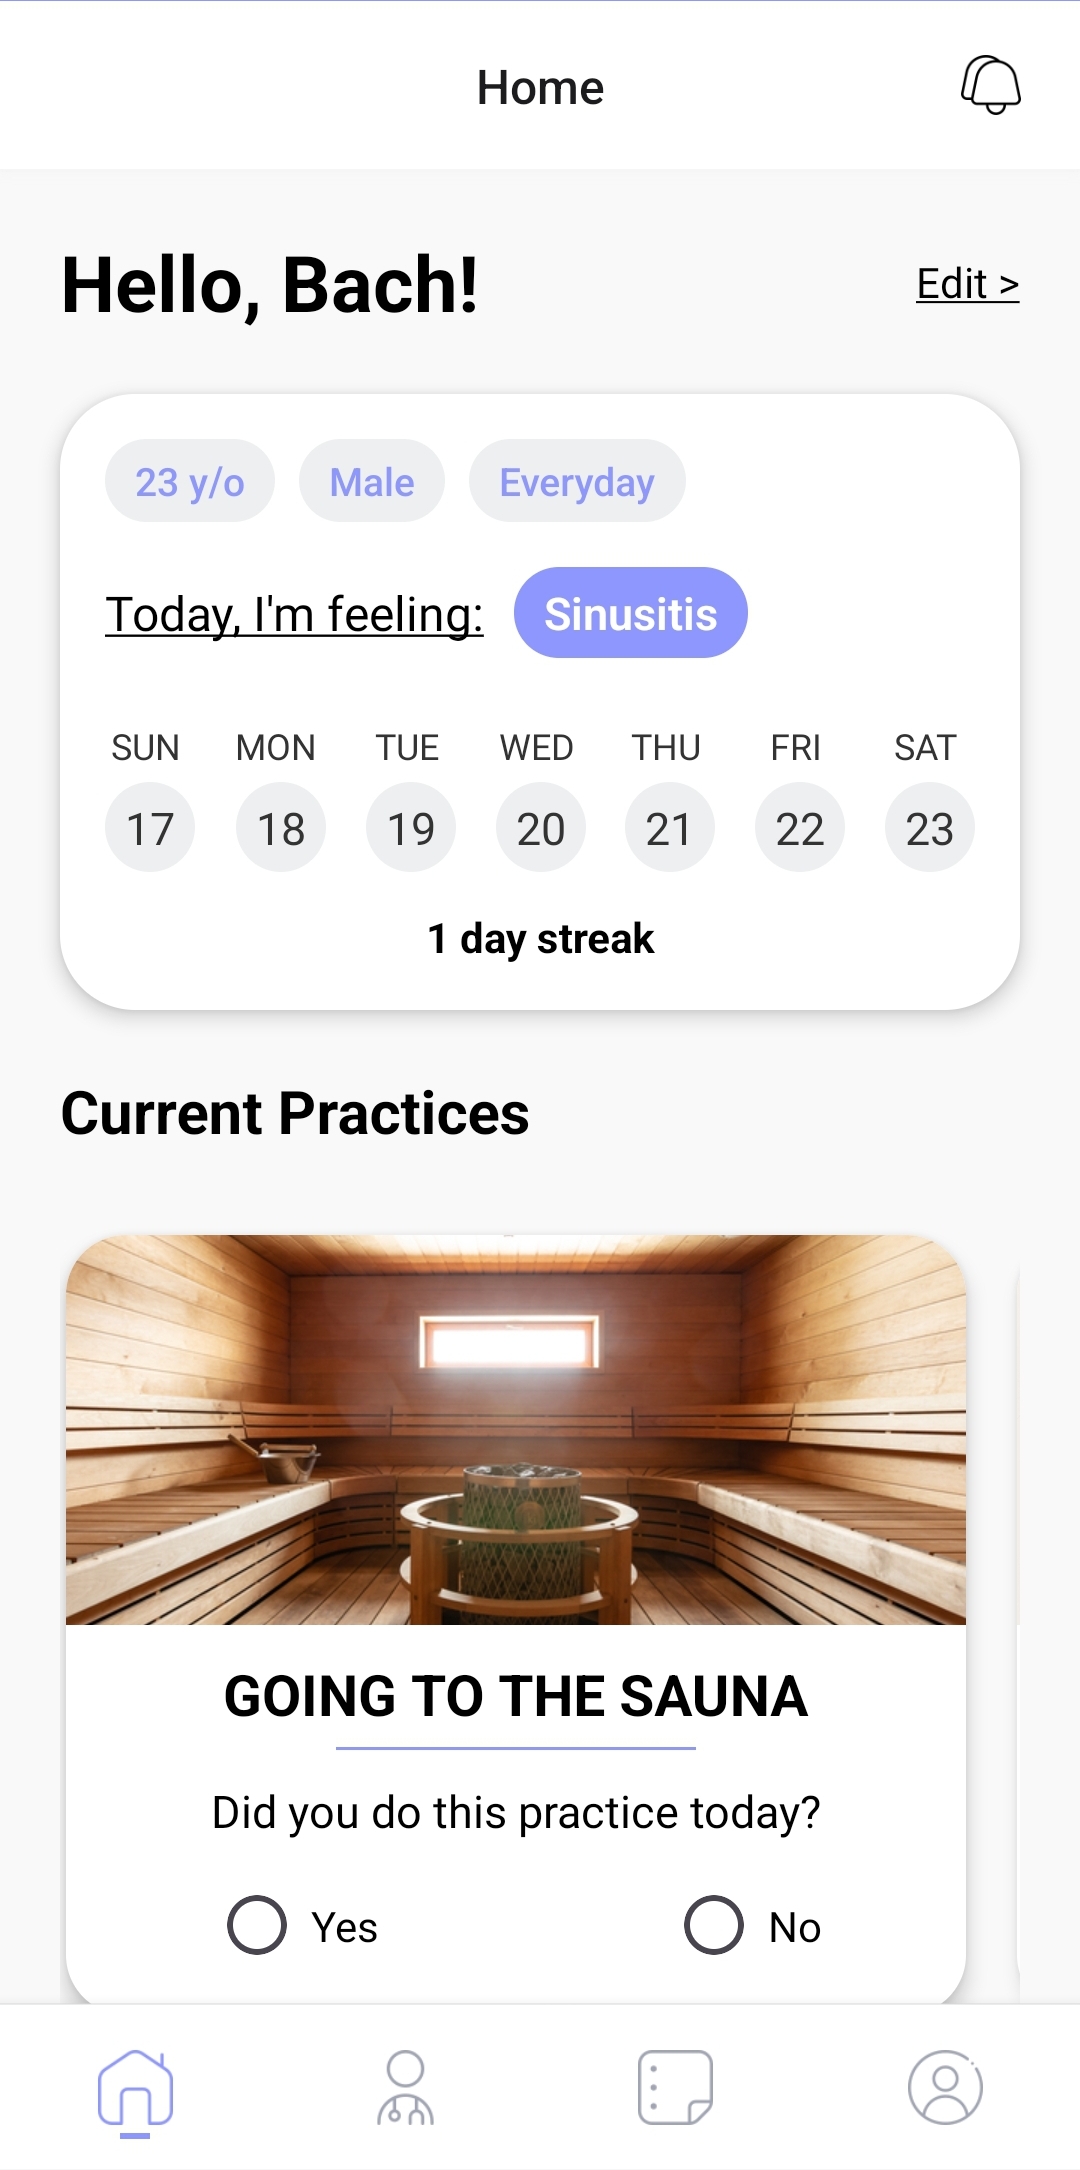 Home
Hello, Bach!
Edit >
23 y/o Male Everyday
Today, I'm feeling: Sinusitis
SUN MON TUE WED THU FRI SAT
17 18 19 20 21 22 23
1 day streak
Current Practices
GOING TO THE SAUNA
Did you do this practice today?
Yes No